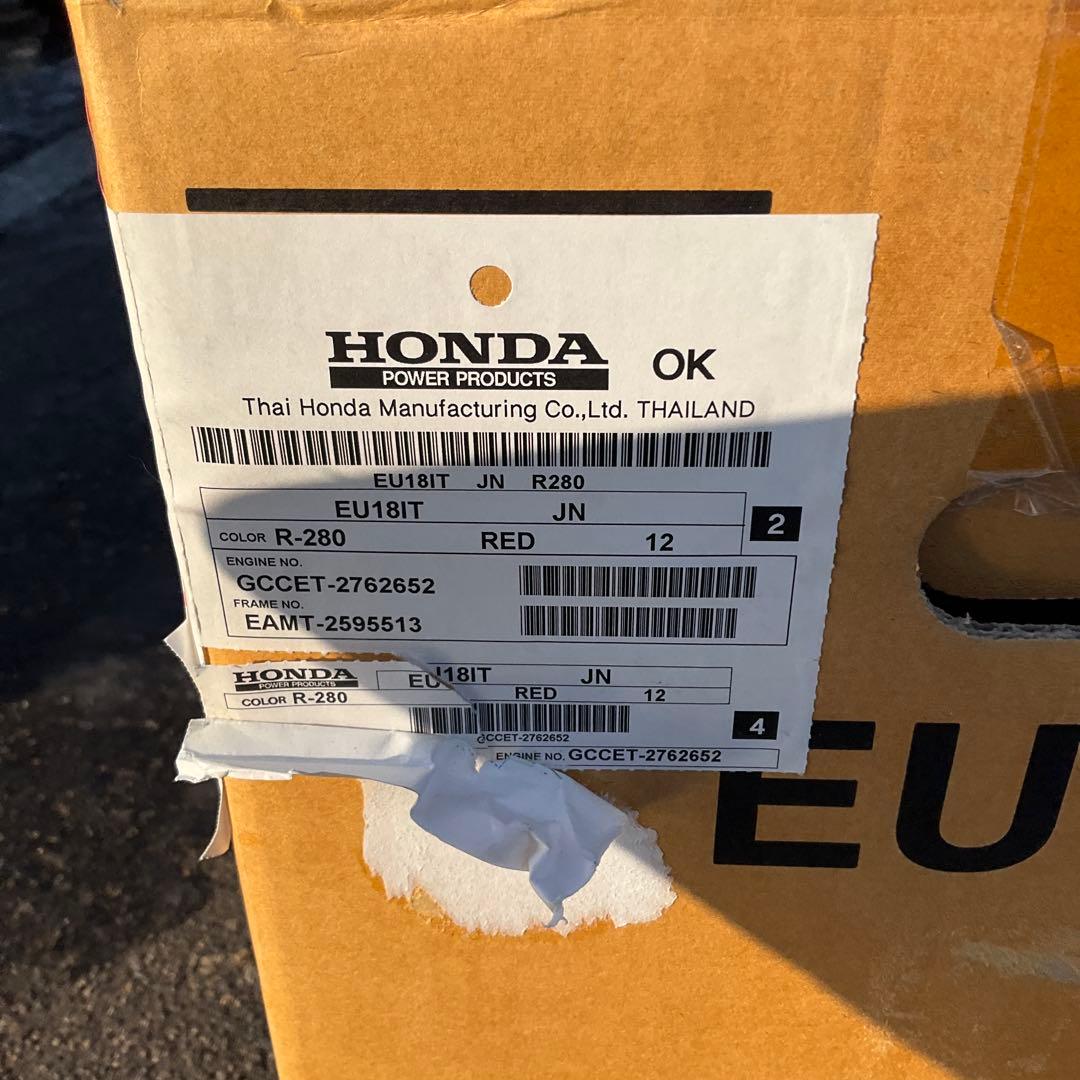 HONDA
POWER PRODUCTS
OK
Thai Honda Manufacturing Co.,Ltd. THAILAND
EU18IT JN R280
EU18IT JN
2
COLOR R-280 RED 12
ENGINE NO.
GCCET-2762652
FRAME NO.
EAMT-2595513
HONDA
POWER PRODUCTS
EU18IT JN
COLOR R-280 RED 12
4
GCCET-2762652
ENGINE NO. GCCET-2762652
EU